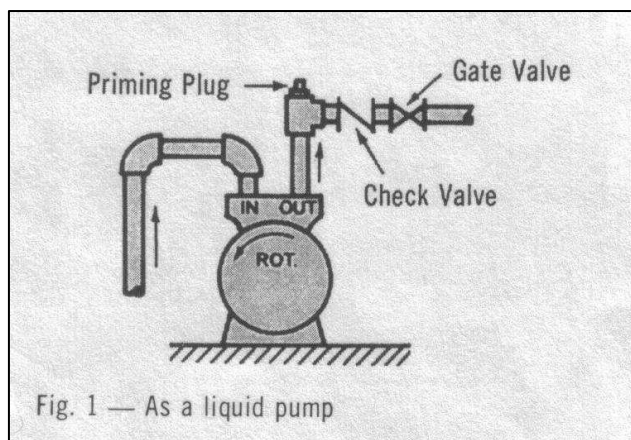 Priming Plug
Gate Valve
Check Valve
IN OUT
ROT.
Fig. 1 — As a liquid pump